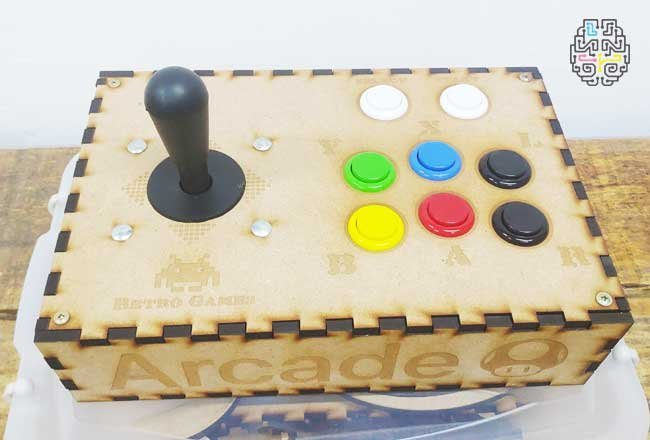 Y X L
B A R
RETRO GAMES
Arcade